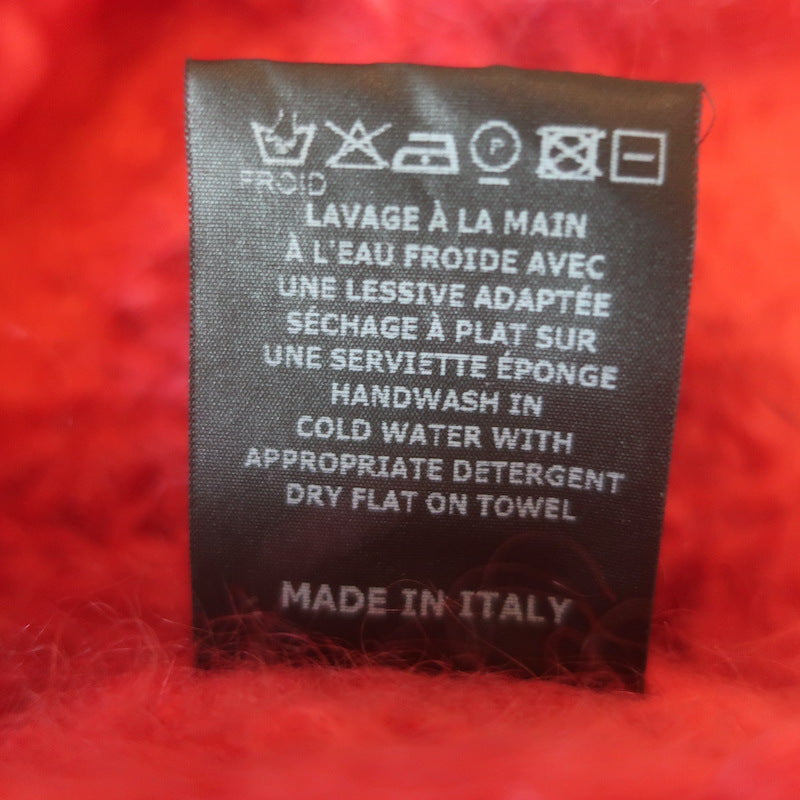 FROID
P
LAVAGE À LA MAIN
À L'EAU FROIDE AVEC
UNE LESSIVE ADAPTÉE
SÉCHAGE À PLAT SUR
UNE SERVIETTE ÉPONGE
HANDWASH IN
COLD WATER WITH
APPROPRIATE DETERGENT
DRY FLAT ON TOWEL
MADE IN ITALY